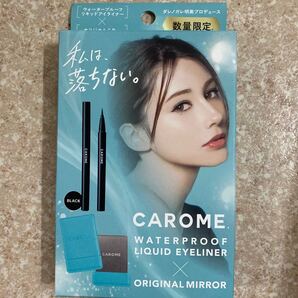 ウォータープルーフ
リキッドアイライナー
×
ダレノガレ明美プロデュース
数量限定
私は、
落ちない。
CAROME
CAROME
BLACK
CAROME
CAROME.
WATERPROOF
LIQUID EYELINER
×
ORIGINAL MIRROR